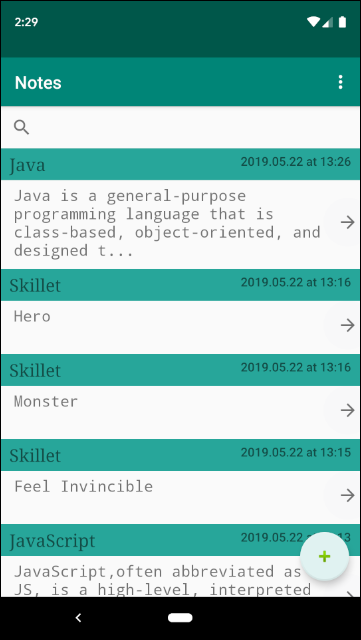 2:29
Notes
Java 2019.05.22 at 13:26
Java is a general-purpose
programming language that is
class-based, object-oriented, and
designed t...
Skillet 2019.05.22 at 13:16
Hero
Skillet 2019.05.22 at 13:16
Monster
Skillet 2019.05.22 at 13:15
Feel Invincible
JavaScript 2019.05.22 13
JavaScript,often abbreviated as
JS, is a high-level, interpreted